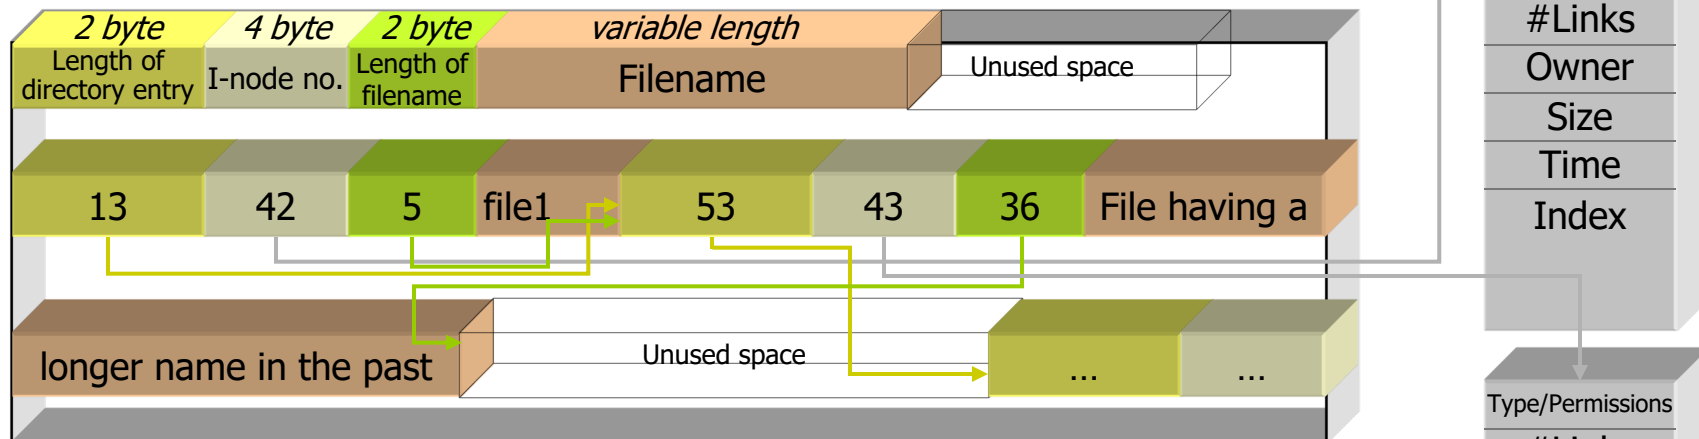 2 byte 4 byte 2 byte variable length
Length of directory entry I-node no. Length of filename Filename Unused space
13 42 5 file1 53 43 36 File having a
longer name in the past Unused space ... ...
#Links
Owner
Size
Time
Index
Type/Permissions